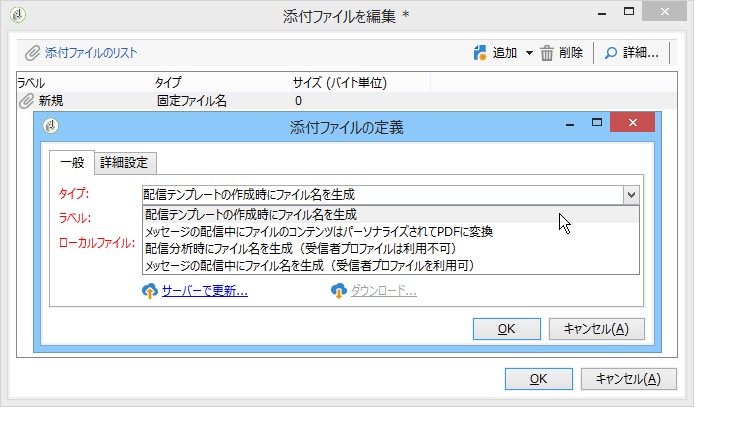 添付ファイルを編集 *
添付ファイルのリスト
追加
削除
詳細...
ラベル タイプ サイズ (バイト単位)
新規 固定ファイル名 0
添付ファイルの定義
一般 詳細設定
タイプ: 配信テンプレートの作成時にファイル名を生成
ラベル: 配信テンプレートの作成時にファイル名を生成
メッセージの配信中にファイルのコンテンツはパーソナライズされてPDFに変換
ローカルファイル: 配信分析時にファイル名を生成（受信者プロファイルは利用不可）
メッセージの配信中にファイル名を生成（受信者プロファイルを利用可）
サーバーで更新... ダウンロード...
OK キャンセル(A)
OK キャンセル(A)